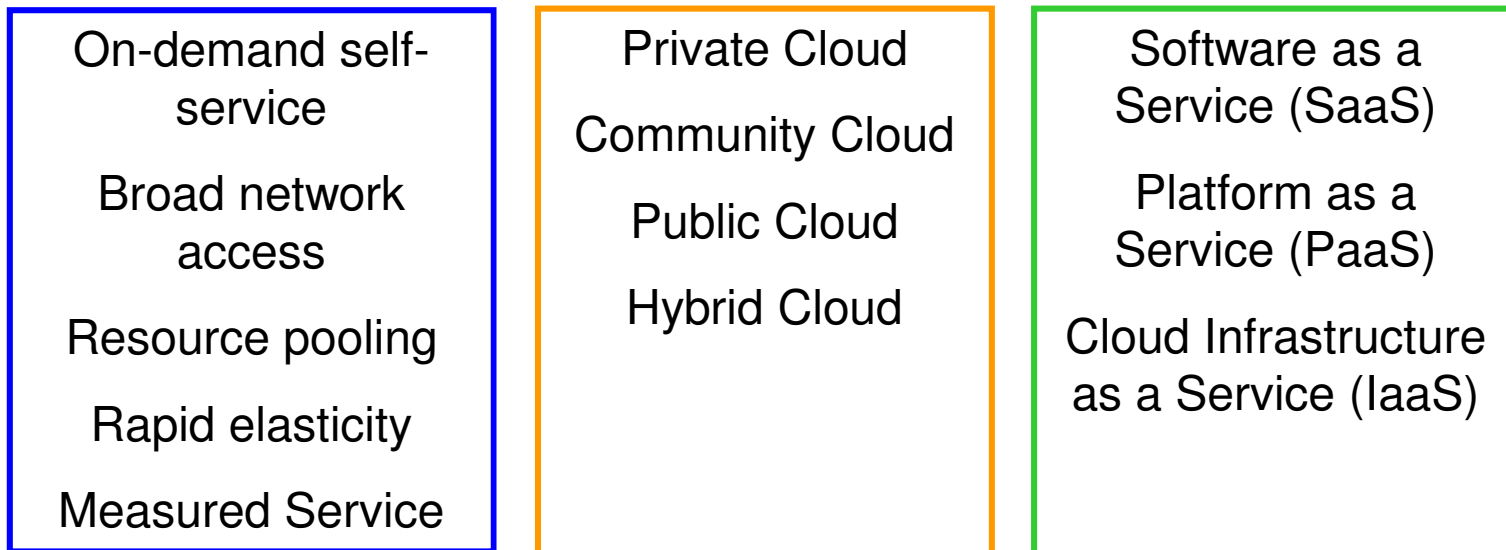 On-demand self-
service
Broad network
access
Resource pooling
Rapid elasticity
Measured Service
Private Cloud
Community Cloud
Public Cloud
Hybrid Cloud
Software as a
Service (SaaS)
Platform as a
Service (PaaS)
Cloud Infrastructure
as a Service (IaaS)